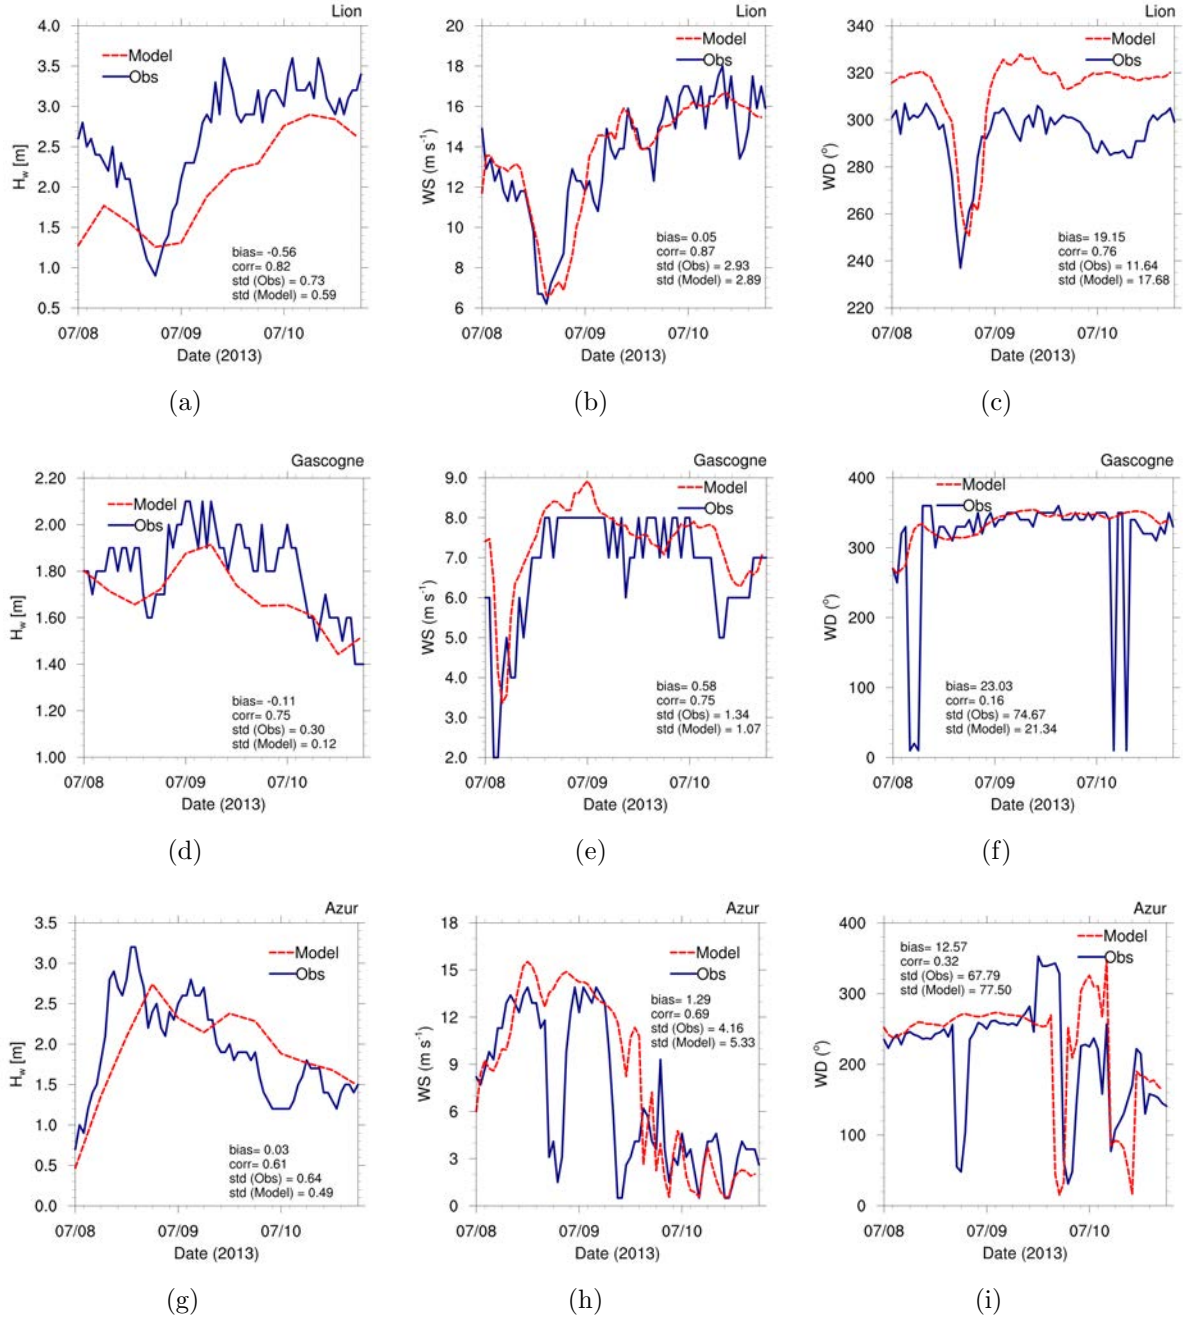 Lion
4.0
3.5
3.0
2.5
2.0
1.5
1.0
0.5
Hw [m]
Model
Obs
bias= -0.56
corr= 0.82
std (Obs) = 0.73
std (Model) = 0.59
07/08 07/09 07/10
Date (2013)
(a)
Lion
20
18
16
14
12
10
8
6
WS (m s-1)
Model
Obs
bias= 0.05
corr= 0.87
std (Obs) = 2.93
std (Model) = 2.89
07/08 07/09 07/10
Date (2013)
(b)
Lion
340
320
300
280
260
240
220
WD (°)
Model
Obs
bias= 19.15
corr= 0.76
std (Obs) = 11.64
std (Model) = 17.68
07/08 07/09 07/10
Date (2013)
(c)
Gascogne
2.20
2.00
1.80
1.60
1.40
1.20
1.00
Hw [m]
Model
Obs
bias= -0.11
corr= 0.75
std (Obs) = 0.30
std (Model) = 0.12
07/08 07/09 07/10
Date (2013)
(d)
Gascogne
9.0
8.0
7.0
6.0
5.0
4.0
3.0
2.0
WS (m s-1)
Model
Obs
bias= 0.58
corr= 0.75
std (Obs) = 1.34
std (Model) = 1.07
07/08 07/09 07/10
Date (2013)
(e)
Gascogne
400
300
200
100
0
WD (°)
Model
Obs
bias= 23.03
corr= 0.16
std (Obs) = 74.67
std (Model) = 21.34
07/08 07/09 07/10
Date (2013)
(f)
Azur
3.5
3.0
2.5
2.0
1.5
1.0
0.5
0.0
Hw [m]
Model
Obs
bias= 0.03
corr= 0.61
std (Obs) = 0.64
std (Model) = 0.49
07/08 07/09 07/10
Date (2013)
(g)
Azur
18
15
12
9
6
3
0
WS (m s-1)
Model
Obs
bias= 1.29
corr= 0.69
std (Obs) = 4.16
std (Model) = 5.33
07/08 07/09 07/10
Date (2013)
(h)
Azur
400
300
200
100
0
WD (°)
Model
Obs
bias= 12.57
corr= 0.32
std (Obs) = 67.79
std (Model) = 77.50
07/08 07/09 07/10
Date (2013)
(i)